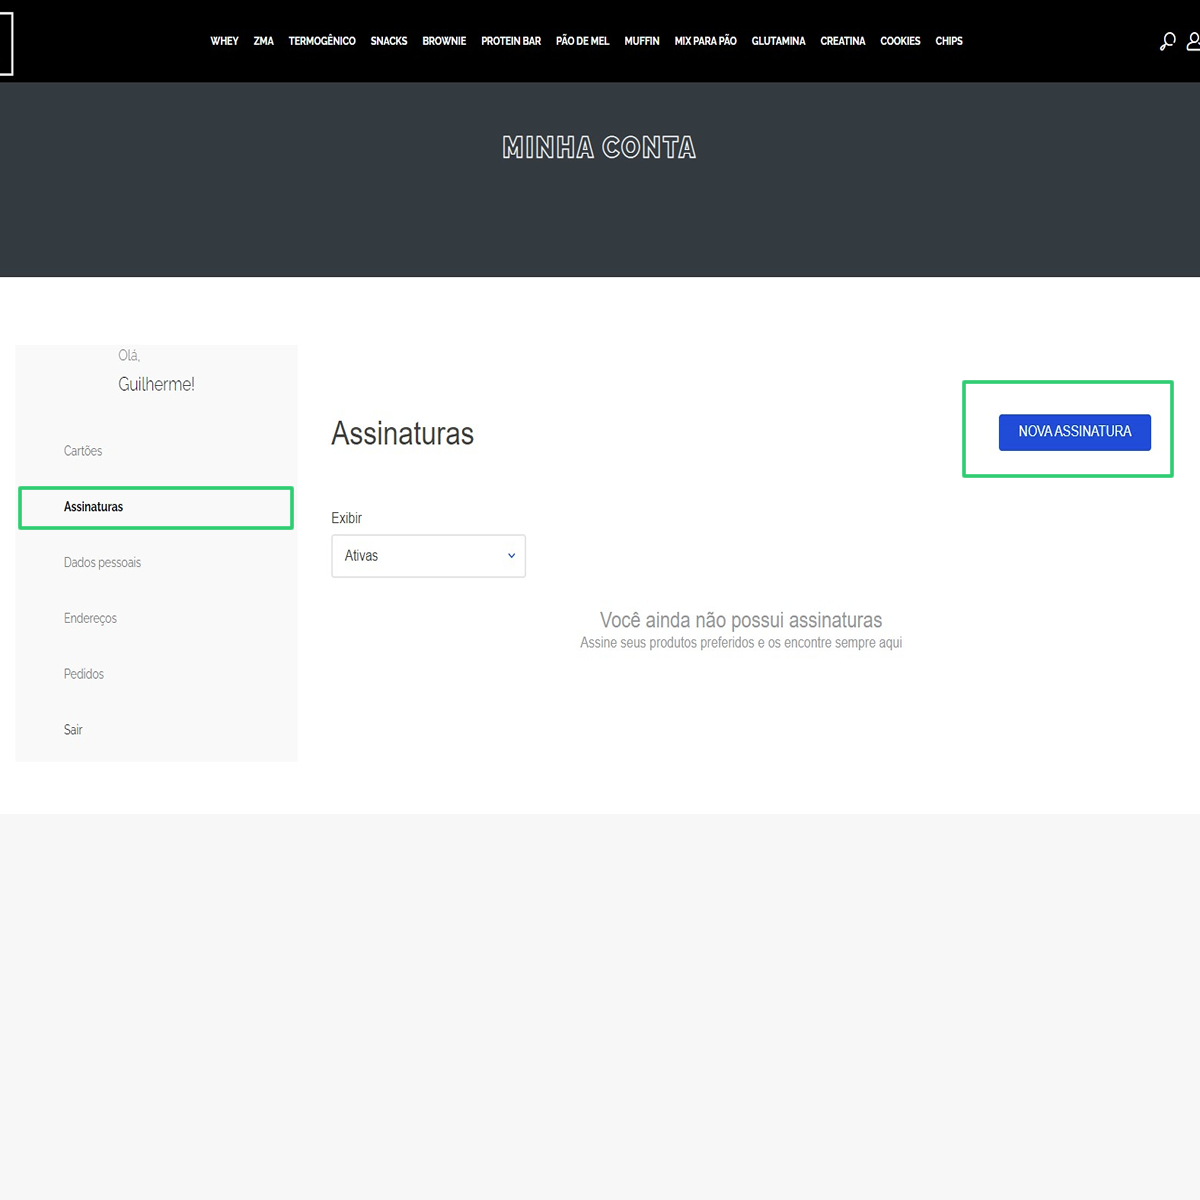 WHEY ZMA TERMOGÊNICO SNACKS BROWNIE PROTEIN BAR PÃO DE MEL MUFFIN MIX PARA PÃO GLUTAMINA CREATINA COOKIES CHIPS
MINHA CONTA
Olá,
Guilherme!
Cartões
Assinaturas
Dados pessoais
Endereços
Pedidos
Sair
Assinaturas
NOVA ASSINATURA
Exibir
Ativas
Você ainda não possui assinaturas
Assine seus produtos preferidos e os encontre sempre aqui